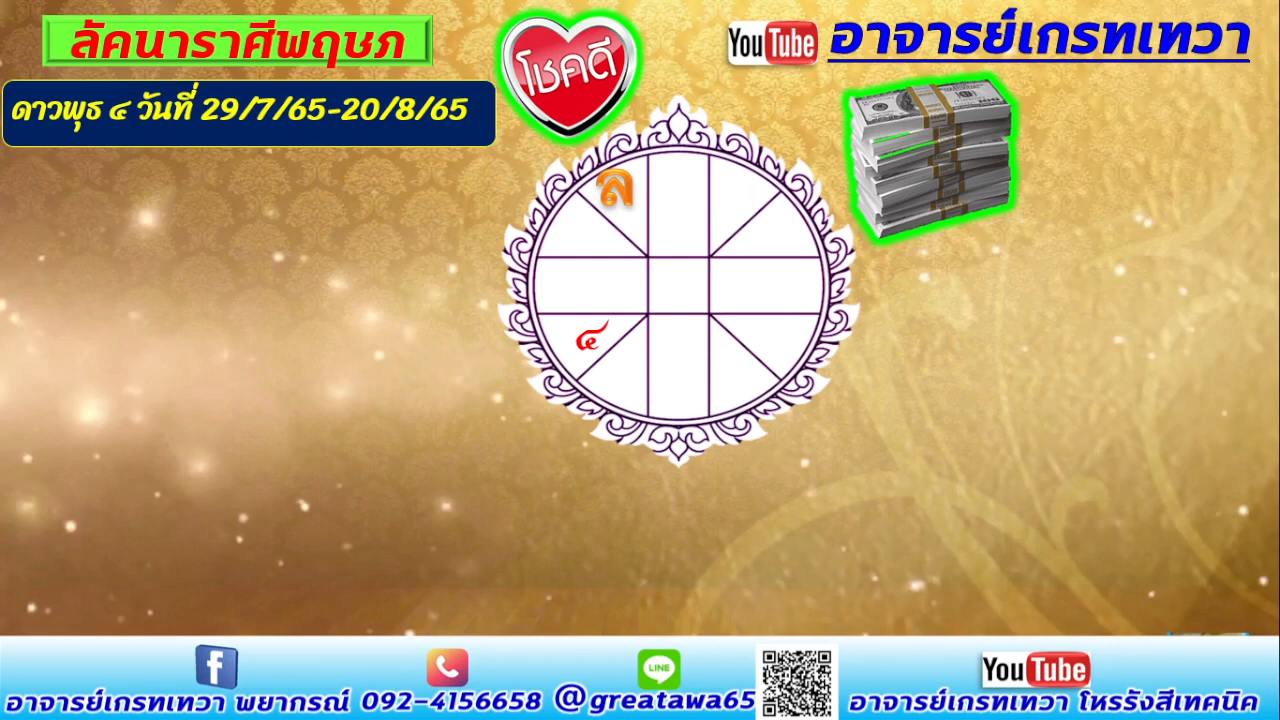 ลัคนาราศีพฤษภ
โชคดี
YouTube อาจารย์เกรทเทวา
ดาวพุธ ๔ วันที่ 29/7/65-20/8/65
ล
๔
LINE
YouTube
อาจารย์เกรทเทวา พยากรณ์ 092-4156658 @greatawa65 อาจารย์เกรทเทวา โหรรังสีเทคนิค